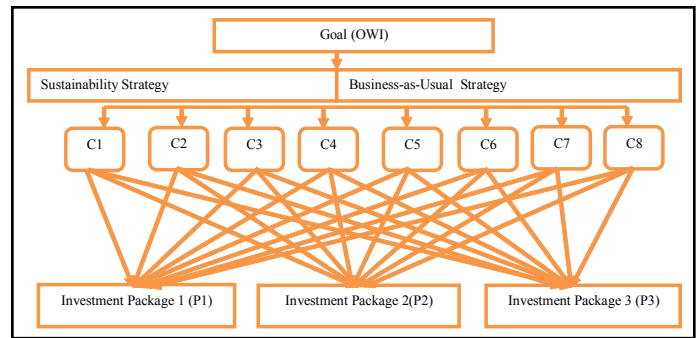 Goal (OWI)
Sustainability Strategy
Business-as-Usual Strategy
C1
C2
C3
C4
C5
C6
C7
C8
Investment Package 1 (P1)
Investment Package 2(P2)
Investment Package 3 (P3)